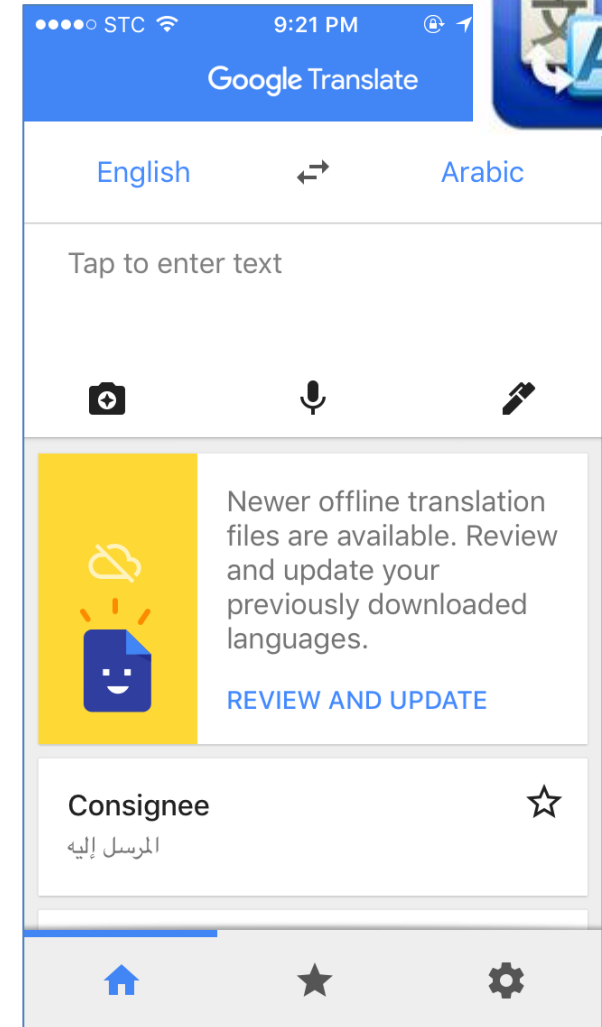 STC 9:21 PM
Google Translate
English Arabic
Tap to enter text
Newer offline translation
files are available. Review
and update your
previously downloaded
languages.
REVIEW AND UPDATE
Consignee
المرسل إليه